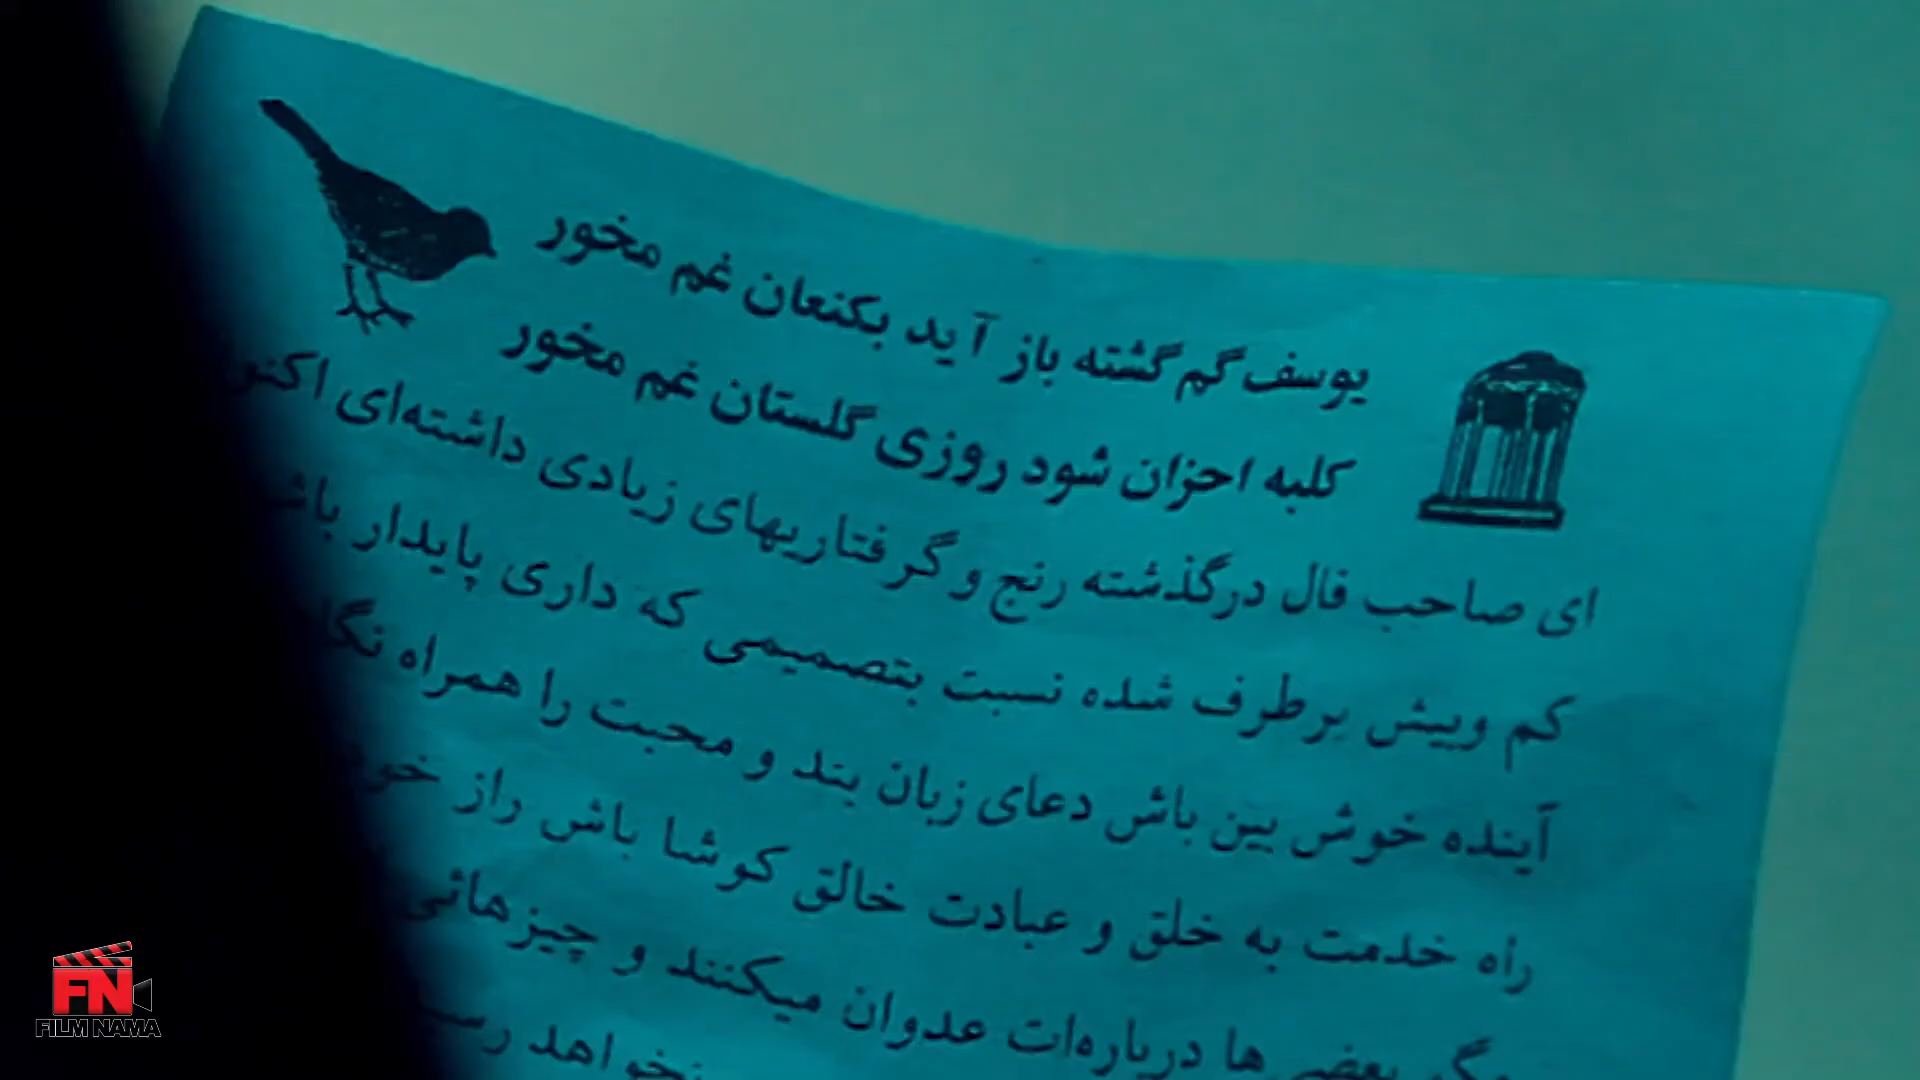 یوسف گم گشته باز آید بکنعان غم مخور
کلبه احزان شود روزی گلستان غم مخور
ای صاحب فال درگذشته رنج و گرفتاریهای زیادی داشته‌ای
کم وبیش برطرف شده نسبت بتصمیمی که داری پایدار
آینده خوش بین باش دعای زبان بند و محبت را همراه
راه خدمت به خلق و عبادت خالق کوشا باش راز
بعضی ها درباره‌ات عدوان میکنند و چیزهائی
نخواهد
FN
FILM NAMA